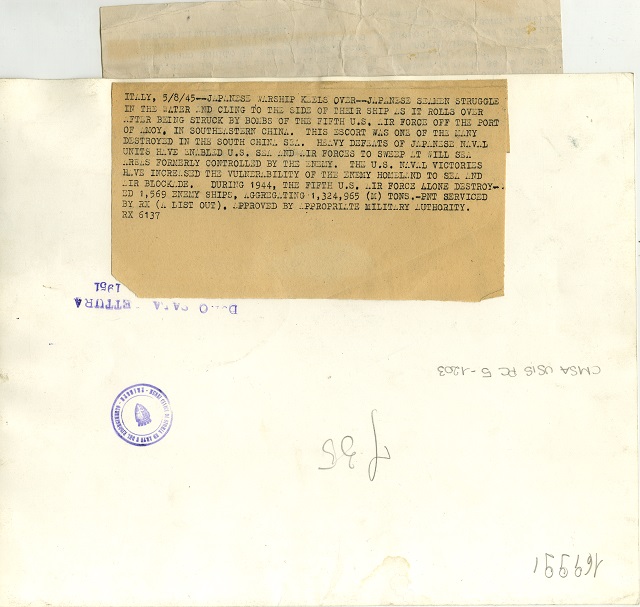 ITALY, 5/8/45--JAPANESE WARSHIP KEELS OVER--JAPANESE SEAMEN STRUGGLE
IN THE WATER AND CLING TO THE SIDE OF THEIR SHIP AS IT ROLLS OVER
AFTER BEING STRUCK BY BOMBS OF THE FIFTH U.S. AIR FORCE OFF THE PORT
OF AMOY, IN SOUTHEASTERN CHINA. THIS ESCORT WAS ONE OF THE MANY
DESTROYED IN THE SOUTH CHINA SEA. HEAVY DEFEATS OF JAPANESE NAVAL
UNITS HAVE ENABLED U.S. SEA AND AIR FORCES TO SWEEP AT WILL SEA
AREAS FORMERLY CONTROLLED BY THE ENEMY. THE U.S. NAVAL VICTORIES
HAVE INCREASED THE VULNERABILITY OF THE ENEMY HOMELAND TO SEA AND
AIR BLOCKADE. DURING 1944, THE FIFTH U.S. AIR FORCE ALONE DESTROY-
ED 1,569 ENEMY SHIPS, AGGREGATING 1,324,965 (M) TONS.-PNT SERVICED
BY RX (A LIST OUT), APPROVED BY APPROPRIATE MILITARY AUTHORITY.
RX 6137
1951
CMSA USIS PC 5-1203
169991